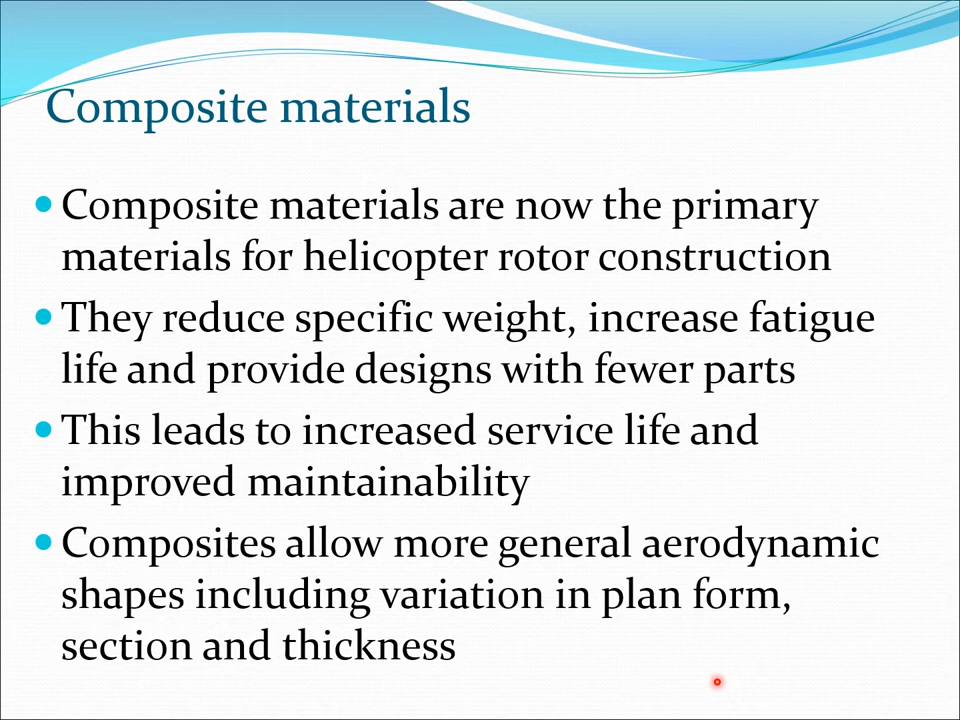 Composite materials
Composite materials are now the primary
materials for helicopter rotor construction
They reduce specific weight, increase fatigue
life and provide designs with fewer parts
This leads to increased service life and
improved maintainability
Composites allow more general aerodynamic
shapes including variation in plan form,
section and thickness